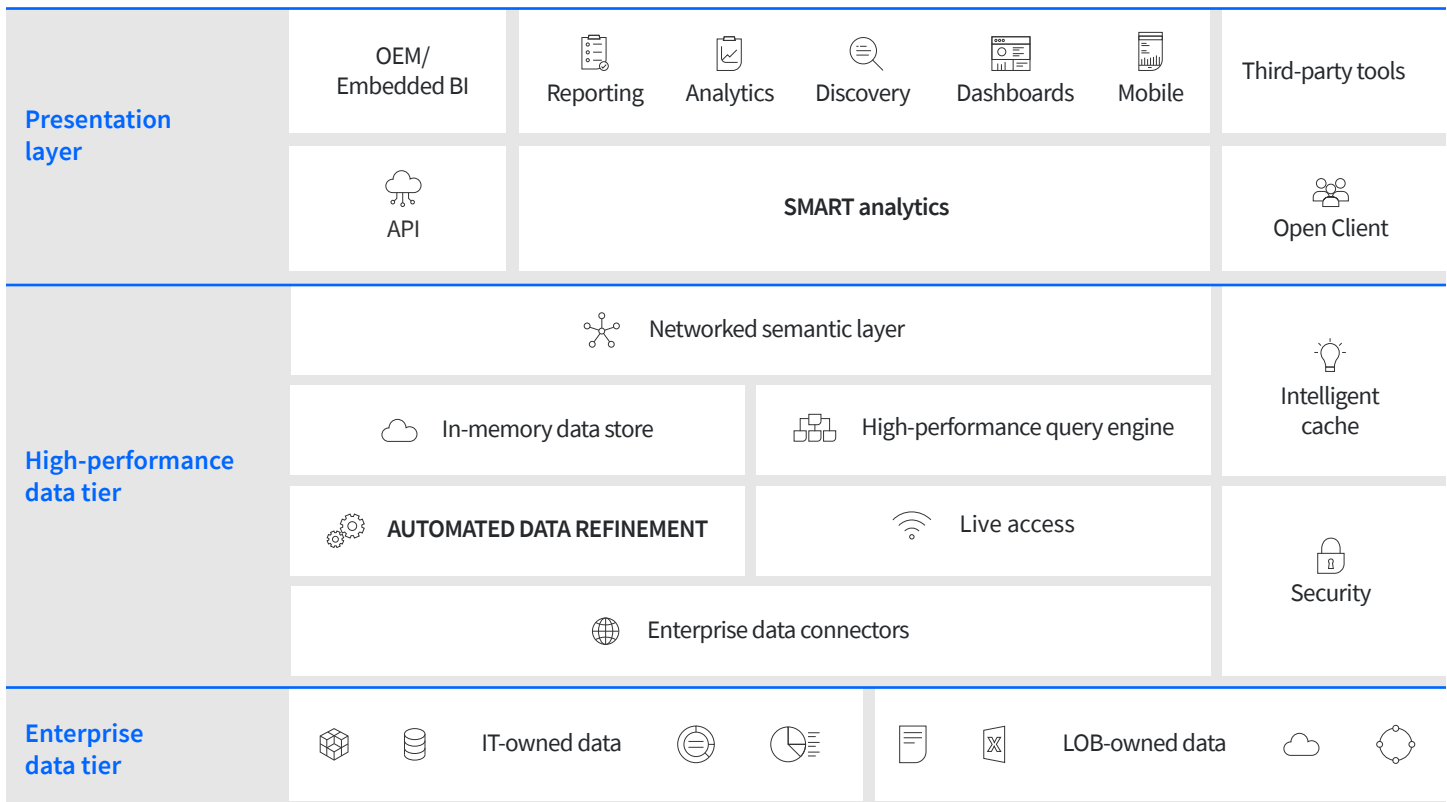 Presentation
layer
OEM/
Embedded BI
Reporting
Analytics
Discovery
Dashboards
Mobile
Third-party tools
API
SMART analytics
Open Client
High-performance
data tier
Networked semantic layer
Intelligent
cache
In-memory data store
High-performance query engine
AUTOMATED DATA REFINEMENT
Live access
Security
Enterprise data connectors
Enterprise
data tier
IT-owned data
X
LOB-owned data